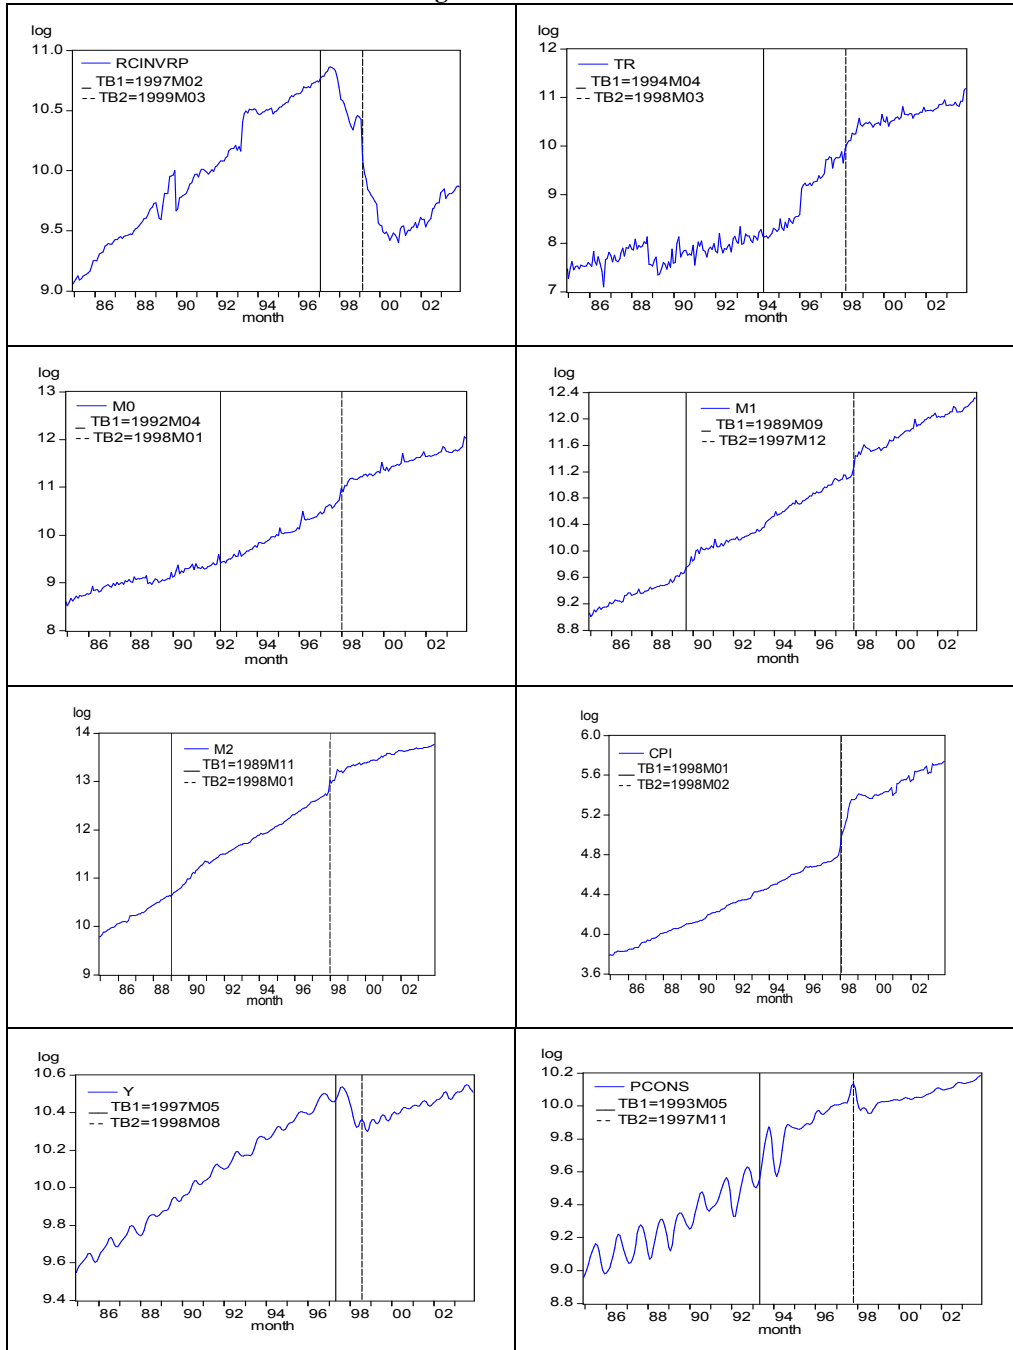 log
11.0
RCINVRP
TB1=1997M02
TB2=1999M03
10.5
10.0
9.5
9.0
86 88 90 92 94 96 98 00 02
month
log
12
TR
TB1=1994M04
TB2=1998M03
11
10
9
8
7
86 88 90 92 94 96 98 00 02
month
log
13
M0
TB1=1992M04
TB2=1998M01
12
11
10
9
8
86 88 90 92 94 96 98 00 02
month
log
12.4
M1
TB1=1989M09
TB2=1997M12
12.0
11.6
11.2
10.8
10.4
10.0
9.6
9.2
8.8
86 88 90 92 94 96 98 00 02
month
log
14
M2
TB1=1989M11
TB2=1998M01
13
12
11
10
9
86 88 90 92 94 96 98 00 02
month
log
6.0
CPI
TB1=1998M01
TB2=1998M02
5.6
5.2
4.8
4.4
4.0
3.6
86 88 90 92 94 96 98 00 02
month
log
10.6
Y
TB1=1997M05
TB2=1998M08
10.4
10.2
10.0
9.8
9.6
9.4
86 88 90 92 94 96 98 00 02
month
log
10.2
PCONS
TB1=1993M05
TB2=1997M11
10.0
9.8
9.6
9.4
9.2
9.0
8.8
86 88 90 92 94 96 98 00 02
month